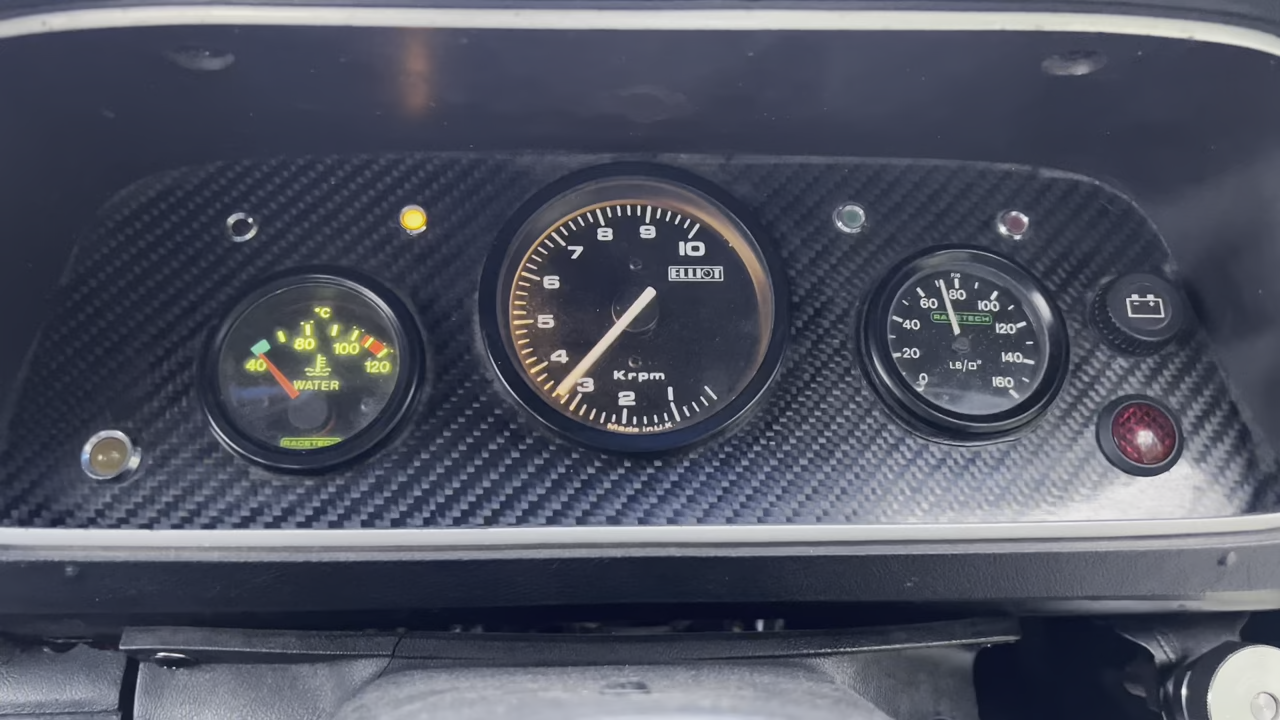 °C
40
80
100
120
WATER
RACETECH
1
2
3
4
5
6
7
8
9
10
ELLIOT
Krpm
Made in U.K.
0
20
40
60
80
100
120
140
160
RACETECH
LB/□"